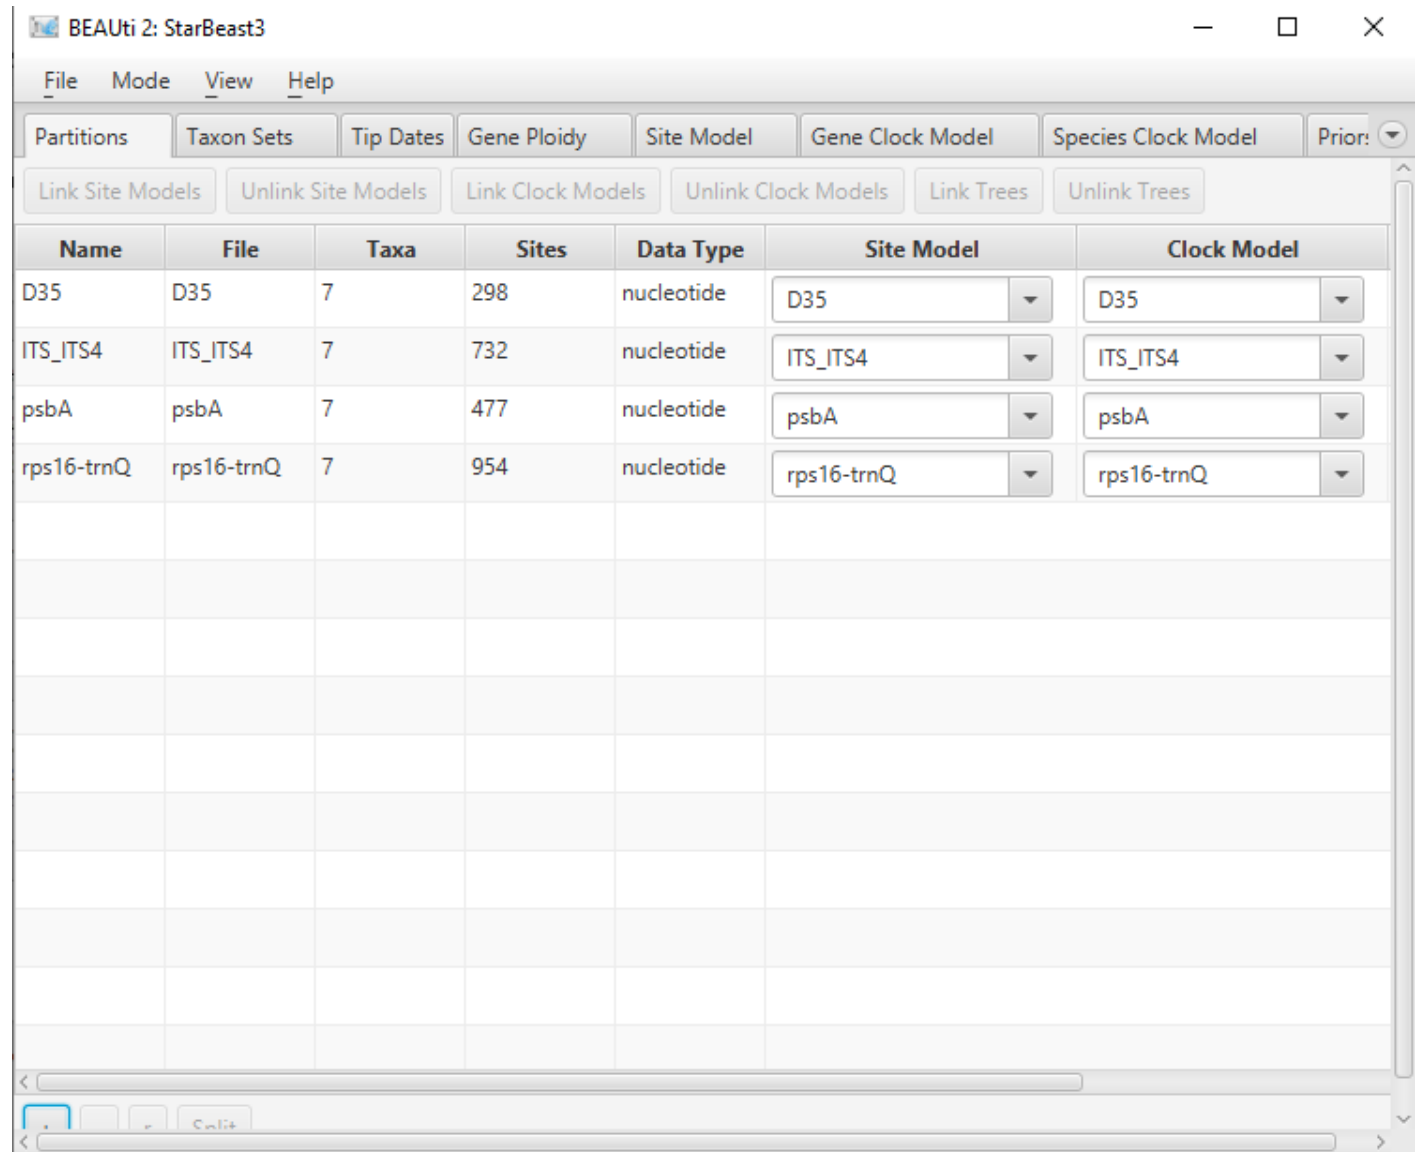 BEAUti 2: StarBeast3
File Mode View Help
Partitions Taxon Sets Tip Dates Gene Ploidy Site Model Gene Clock Model Species Clock Model Priors
Link Site Models Unlink Site Models Link Clock Models Unlink Clock Models Link Trees Unlink Trees
Name File Taxa Sites Data Type Site Model Clock Model
D35 D35 7 298 nucleotide D35 D35
ITS_ITS4 ITS_ITS4 7 732 nucleotide ITS_ITS4 ITS_ITS4
psbA psbA 7 477 nucleotide psbA psbA
rps16-trnQ rps16-trnQ 7 954 nucleotide rps16-trnQ rps16-trnQ
r Split